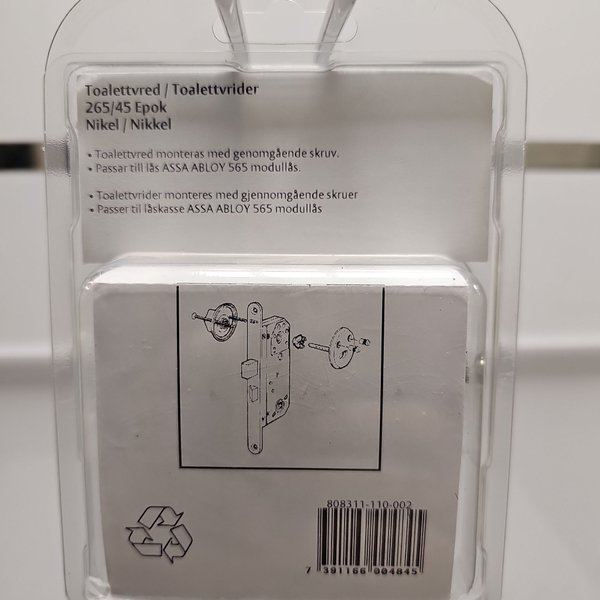 Toalettvred / Toalettvrider
265/45 Epok
Nikel / Nikkel
• Toalettvred monteras med genomgående skruv.
• Passar till lås ASSA ABLOY 565 modullås.
• Toalettvrider monteres med gjennomgående skruer
• Passer til låskasse ASSA ABLOY 565 modullås
808311-110-002
7 391166 004845